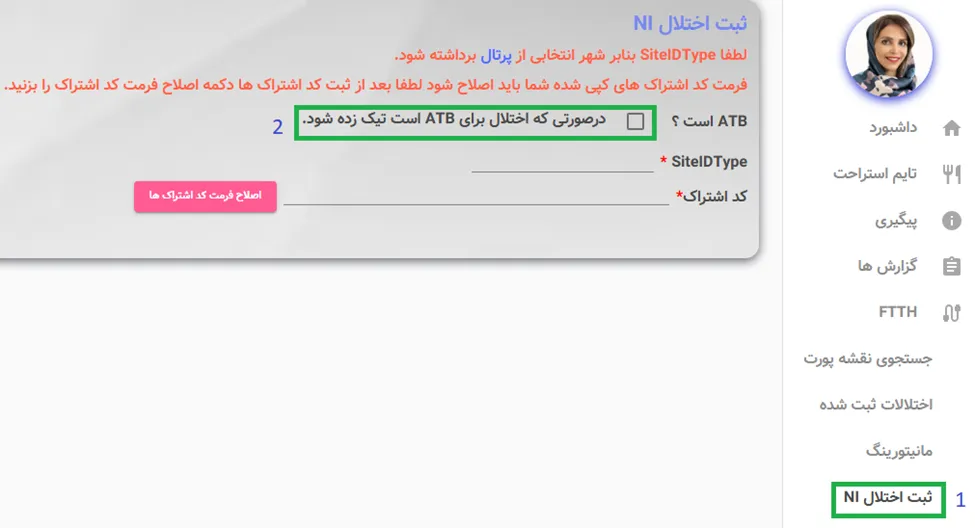 ثبت اختلال NI
لطفا SiteIDType بنابر شهر انتخابی از پرتال برداشته شود.
فرمت کد اشتراک های کپی شده شما باید اصلاح شود لطفا بعد از ثبت کد اشتراک ها دکمه اصلاح فرمت کد اشتراک را بزنید.
ATB است ؟ درصورتی که اختلال برای ATB است تیک زده شود. 2
SiteIDType *
کد اشتراک* اصلاح فرمت کد اشتراک ها
داشبورد
تایم استراحت
پیگیری
گزارش ها
FTTH
جستجوی نقشه پورت
اختلالات ثبت شده
مانیتورینگ
1 ثبت اختلال NI